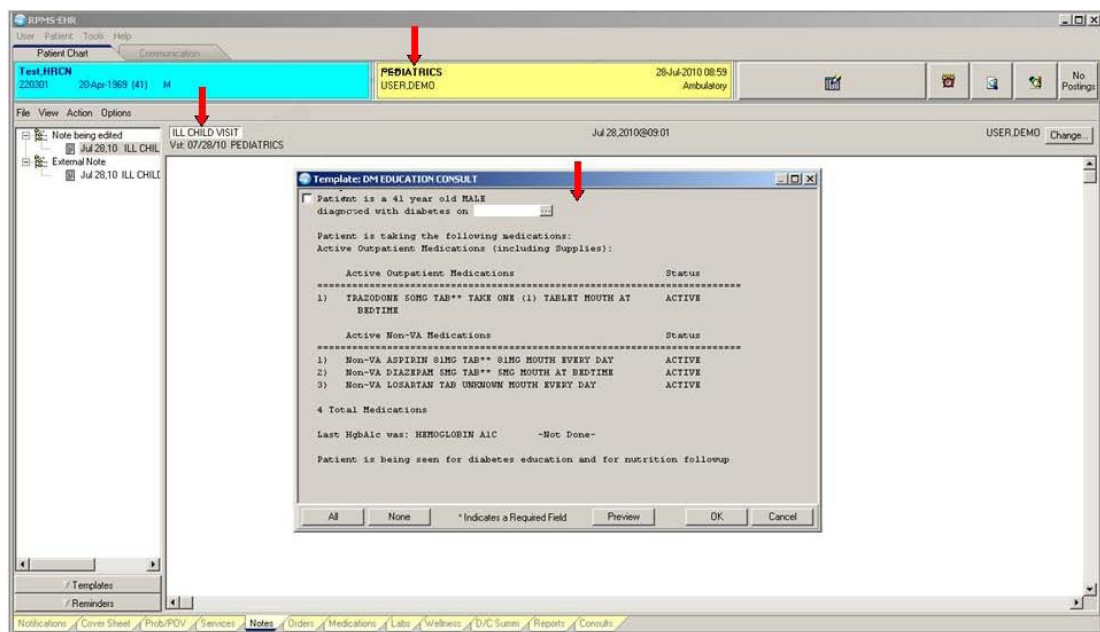 RPMS-EHR
User Patient Tools Help
Patient Chart Communication
Test,HRCN
220301 20-Apr-1969 (41) M
PEDIATRICS 28-Jul-2010 08:59
USER,DEMO Ambulatory
No Postings
File View Action Options
Note being edited
Jul 28,10 ILL CHIL
External Note
Jul 28,10 ILL CHILD
ILL CHILD VISIT Jul 28,2010@09:01 USER,DEMO Change...
Vst: 07/28/10 PEDIATRICS
Template: DM EDUCATION CONSULT
Patient is a 41 year old MALE
diagnosed with diabetes on ...
Patient is taking the following medications:
Active Outpatient Medications (including Supplies):
Active Outpatient Medications Status
==========================================================================
1) TRAZODONE 50MG TAB** TAKE ONE (1) TABLET MOUTH AT ACTIVE
BEDTIME
Active Non-VA Medications Status
==========================================================================
1) Non-VA ASPIRIN 81MG TAB** 81MG MOUTH EVERY DAY ACTIVE
2) Non-VA DIAZEPAM 5MG TAB** 5MG MOUTH AT BEDTIME ACTIVE
3) Non-VA LOSARTAN TAB UNKNOWN MOUTH EVERY DAY ACTIVE
4 Total Medications
Last HgbA1c was: HEMOGLOBIN A1C -Not Done-
Patient is being seen for diabetes education and for nutrition followup
All None * Indicates a Required Field Preview OK Cancel
/ Templates
/ Reminders
Notifications Cover Sheet Prob/POV Services Notes Orders Medications Labs Wellness D/C Summ Reports Consults